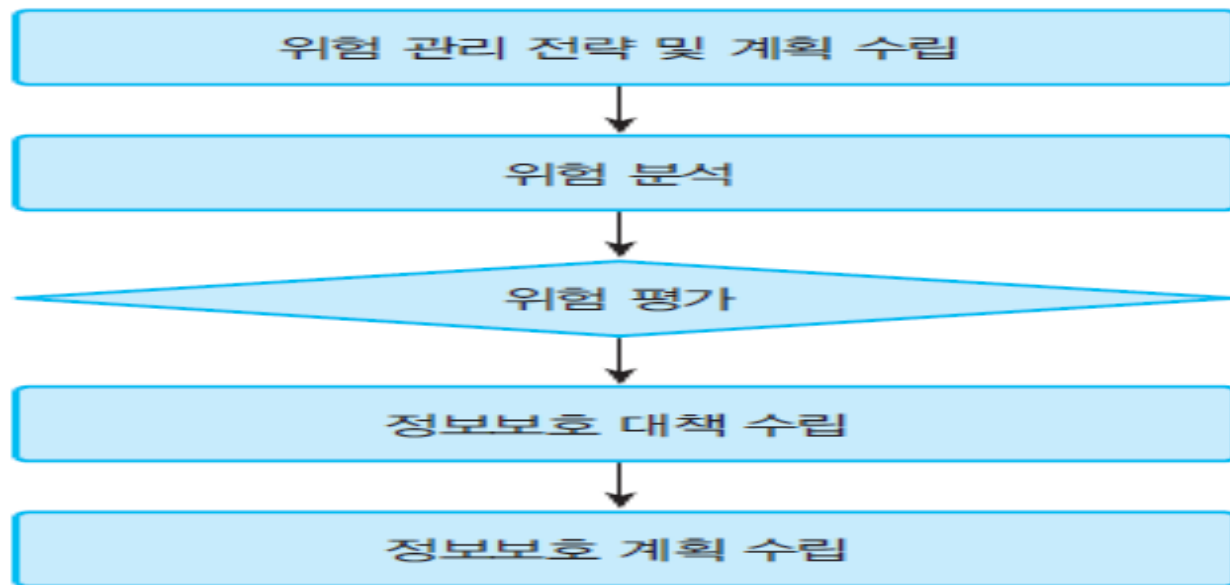 위험 관리 전략 및 계획 수립
위험 분석
위험 평가
정보보호 대책 수립
정보보호 계획 수립